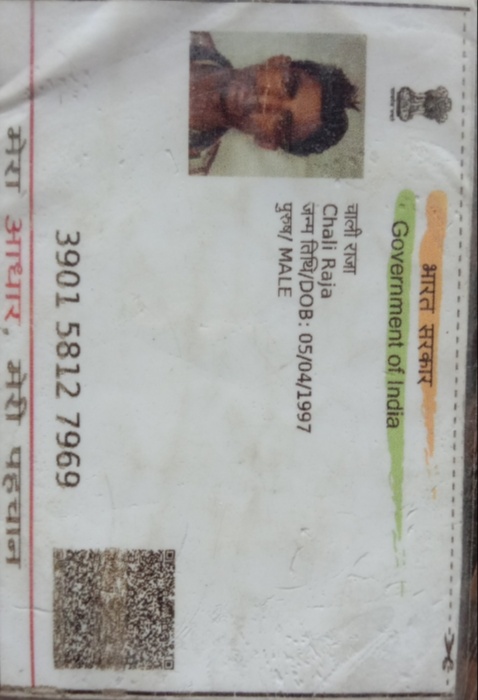 भारत सरकार
Government of India
चाली राजा
Chali Raja
जन्म तिथि/DOB: 05/04/1997
पुरुष/ MALE
3901 5812 7969
मेरा आधार, मेरी पहचान